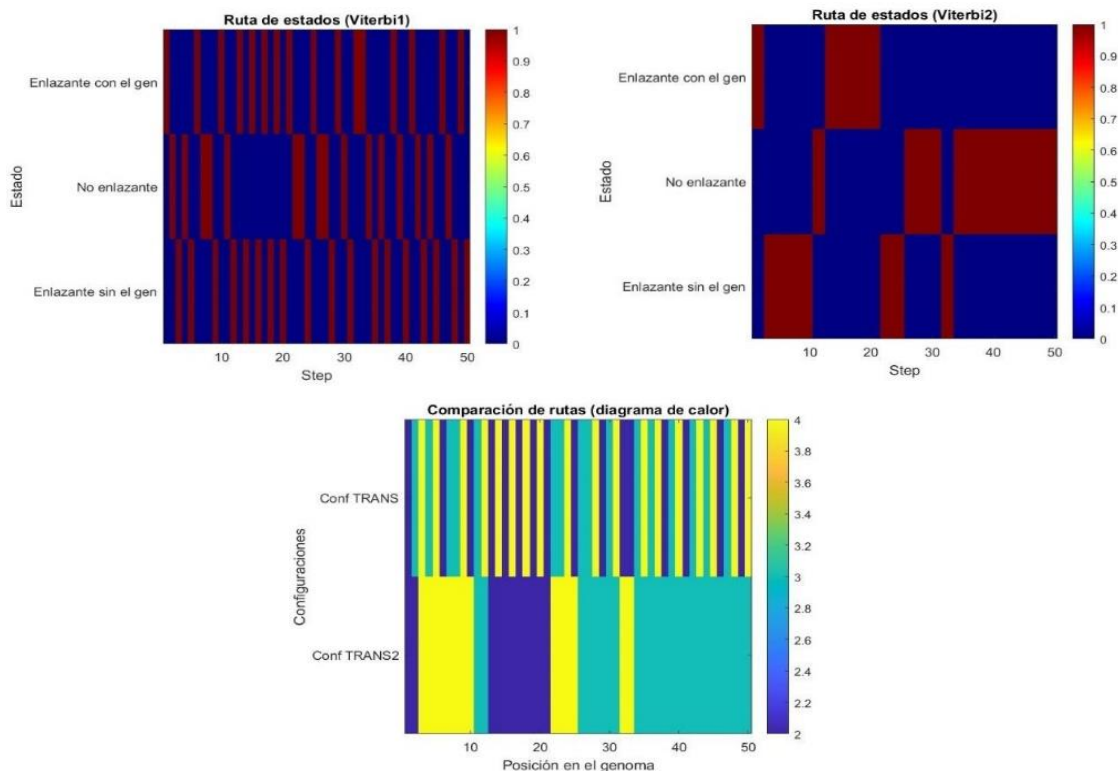 Ruta de estados (Viterbi1)
Enlazante con el gen
No enlazante
Enlazante sin el gen
Estado
10
20
30
40
50
Step
1
0.9
0.8
0.7
0.6
0.5
0.4
0.3
0.2
0.1
0
Ruta de estados (Viterbi2)
Enlazante con el gen
No enlazante
Enlazante sin el gen
Estado
10
20
30
40
50
Step
1
0.9
0.8
0.7
0.6
0.5
0.4
0.3
0.2
0.1
0
Comparación de rutas (diagrama de calor)
Conf TRANS
Conf TRANS2
Configuraciones
10
20
30
40
50
Posición en el genoma
4
3.8
3.6
3.4
3.2
3
2.8
2.6
2.4
2.2
2